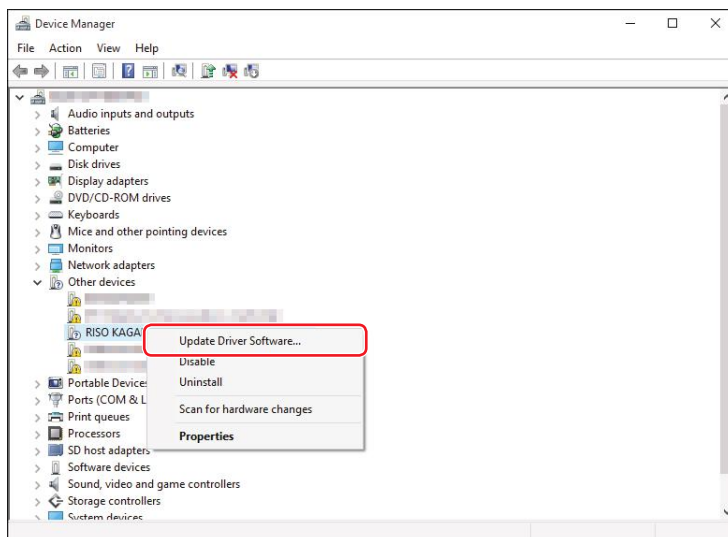 Device Manager
File Action View Help
Audio inputs and outputs
Batteries
Computer
Disk drives
Display adapters
DVD/CD-ROM drives
Keyboards
Mice and other pointing devices
Monitors
Network adapters
Other devices
RISO KAGA
Update Driver Software...
Disable
Uninstall
Scan for hardware changes
Properties
Portable Device
Ports (COM & L
Print queues
Processors
SD host adapters
Software devices
Sound, video and game controllers
Storage controllers
System devices